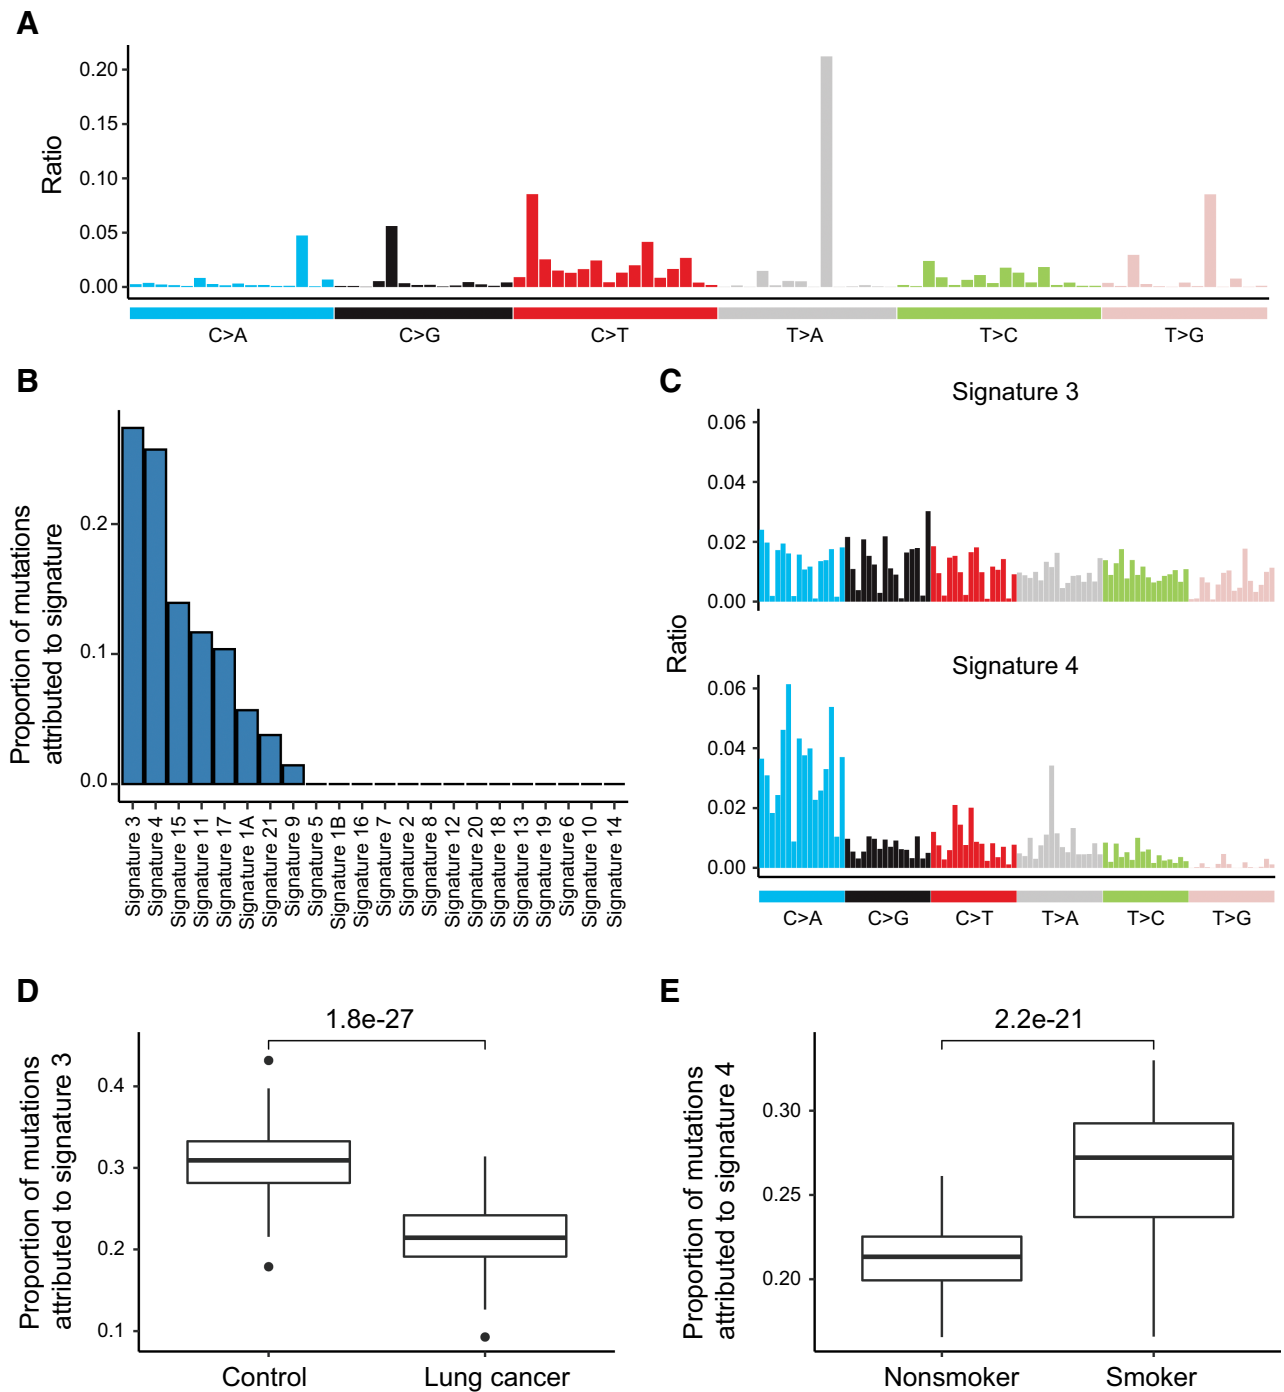 A
Ratio
0.20
0.15
0.10
0.05
0.00
C>A
C>G
C>T
T>A
T>C
T>G
B
Proportion of mutations
attributed to signature
0.2
0.1
0.0
Signature 3
Signature 4
Signature 15
Signature 11
Signature 17
Signature 1A
Signature 21
Signature 9
Signature 5
Signature 1B
Signature 16
Signature 7
Signature 2
Signature 8
Signature 12
Signature 20
Signature 18
Signature 13
Signature 19
Signature 6
Signature 10
Signature 14
C
Ratio
Signature 3
0.06
0.04
0.02
0.00
Signature 4
0.06
0.04
0.02
0.00
C>A
C>G
C>T
T>A
T>C
T>G
D
1.8e-27
Proportion of mutations
attributed to signature 3
0.4
0.3
0.2
0.1
Control
Lung cancer
E
2.2e-21
Proportion of mutations
attributed to signature 4
0.30
0.25
0.20
Nonsmoker
Smoker